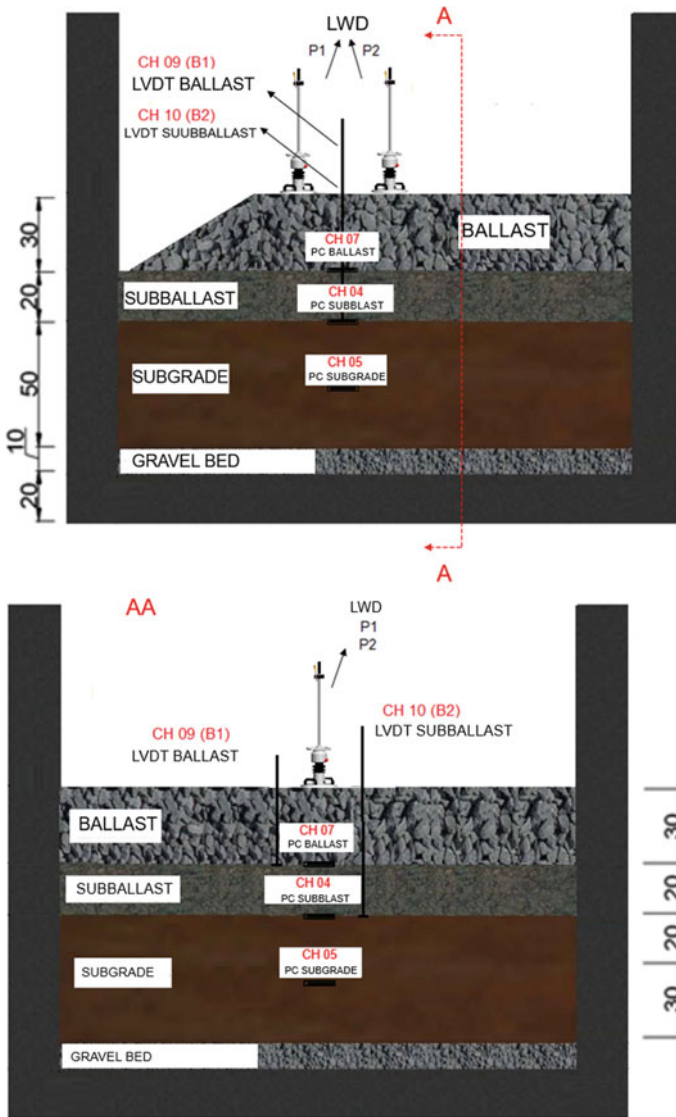 A
LWD
P1 P2
CH 09 (B1)
LVDT BALLAST
CH 10 (B2)
LVDT SUUBBALLAST
30
BALLAST
CH 07
PC BALLAST
20
SUBBALLAST
CH 04
PC SUBBLAST
50
SUBGRADE
CH 05
PC SUBGRADE
10
GRAVEL BED
20
A
AA
LWD
P1
P2
CH 09 (B1)
LVDT BALLAST
CH 10 (B2)
LVDT SUBBALLAST
BALLAST
CH 07
PC BALLAST
30
SUBBALLAST
CH 04
PC SUBBLAST
20
20
SUBGRADE
CH 05
PC SUBGRADE
30
GRAVEL BED